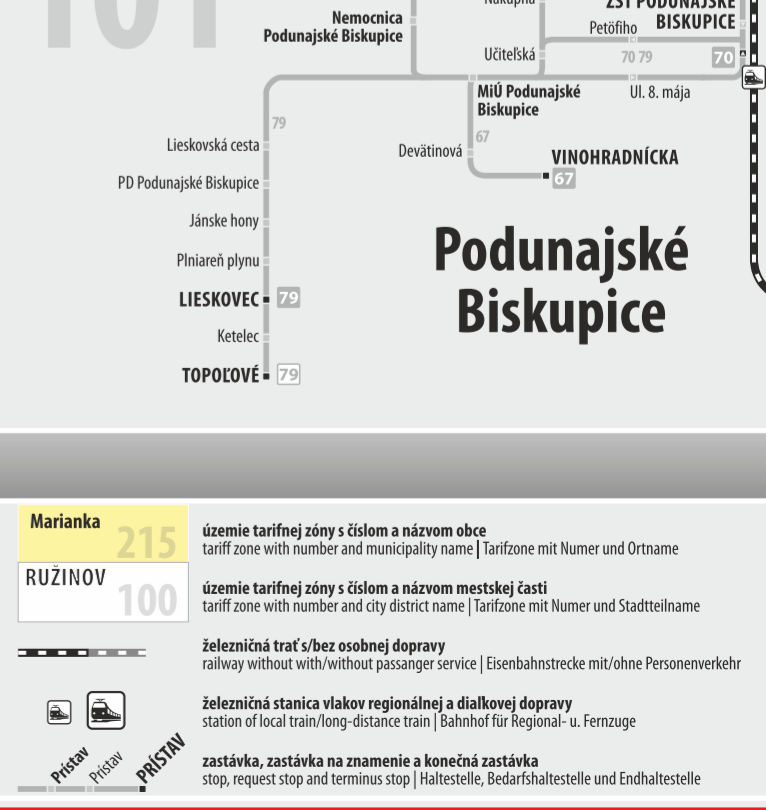 101
Nákupná
ŽST PODUNAJSKÉ
BISKUPICE
Nemocnica
Podunajské Biskupice
Petöfiho
Učiteľská
70 79
70
MiÚ Podunajské
Biskupice
Ul. 8. mája
79
67
Lieskovská cesta
Devätinová
VINOHRADNÍCKA
67
PD Podunajské Biskupice
Jánske hony
Plniareň plynu
Podunajské
Biskupice
LIESKOVEC
79
Ketelec
TOPOĽOVÉ
79
Marianka
215
územie tarifnej zóny s číslom a názvom obce
tariff zone with number and municipality name | Tarifzone mit Numer und Ortname
RUŽINOV
100
územie tarifnej zóny s číslom a názvom mestskej časti
tariff zone with number and city district name | Tarifzone mit Numer und Stadtteilname
železničná trať s/bez osobnej dopravy
railway without with/without passanger service | Eisenbahnstrecke mit/ohne Personenverkehr
železničná stanica vlakov regionálnej a diaľkovej dopravy
station of local train/long-distance train | Bahnhof für Regional- u. Fernzuge
Prístav
Prístav
PRÍSTAV
zastávka, zastávka na znamenie a konečná zastávka
stop, request stop and terminus stop | Haltestelle, Bedarfshaltestelle und Endhaltestelle